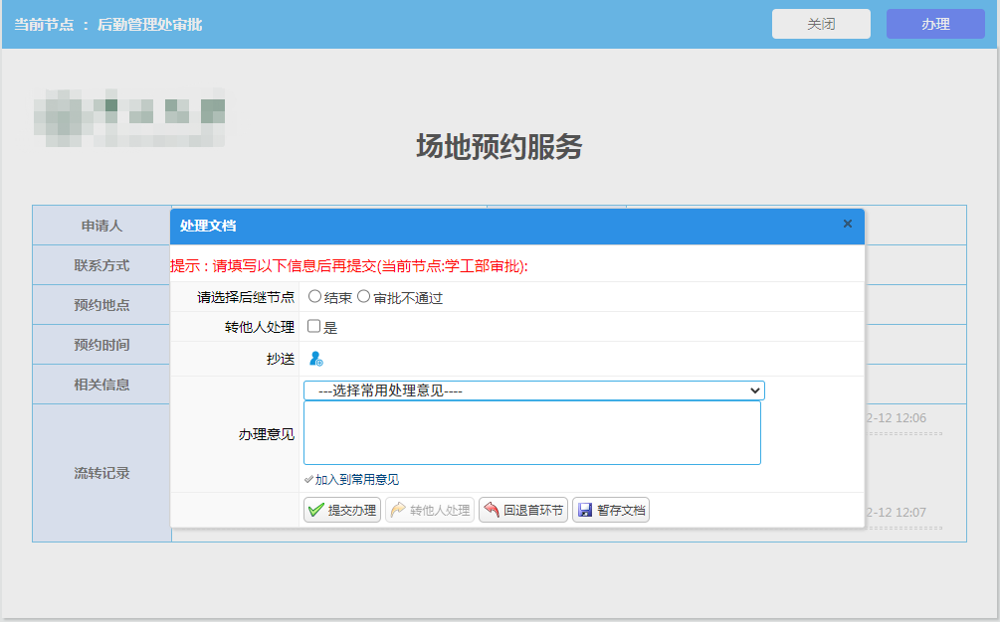 当前节点 ： 后勤管理处审批
关闭
办理
场地预约服务
申请人
联系方式
预约地点
预约时间
相关信息
流转记录
2-12 12:06
2-12 12:07
处理文档
×
提示 : 请填写以下信息后再提交(当前节点:学工部审批):
请选择后继节点 结束 审批不通过
转他人处理 是
抄送
办理意见
---选择常用处理意见----
加入到常用意见
提交办理 转他人处理 回退首环节 暂存文档